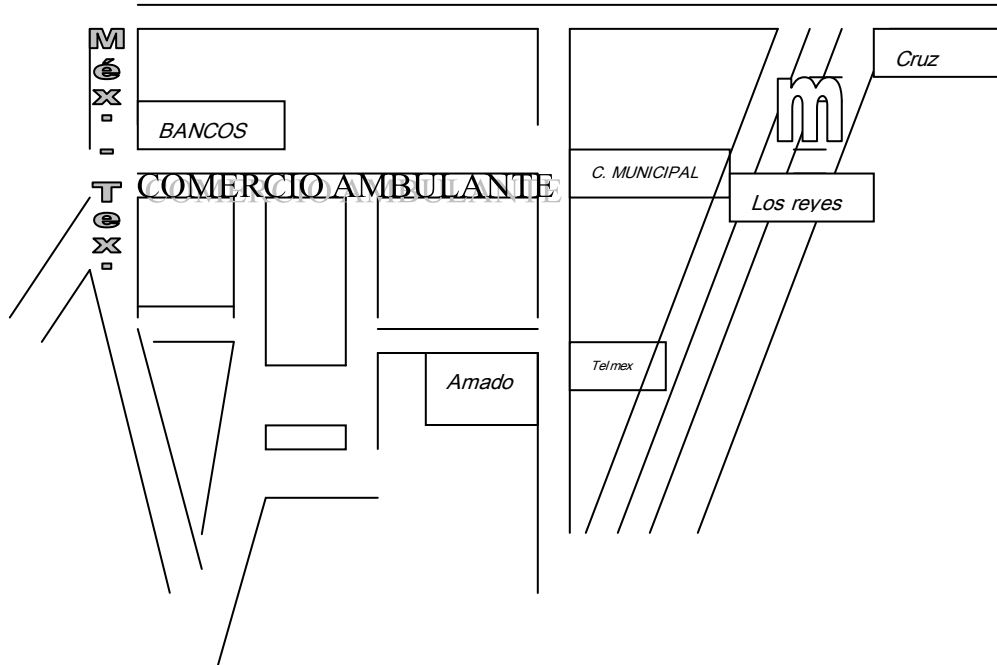 Méx. - Tex.
Cruz
m
BANCOS
COMERCIO AMBULANTE
C. MUNICIPAL
Los reyes
Telmex
Amado